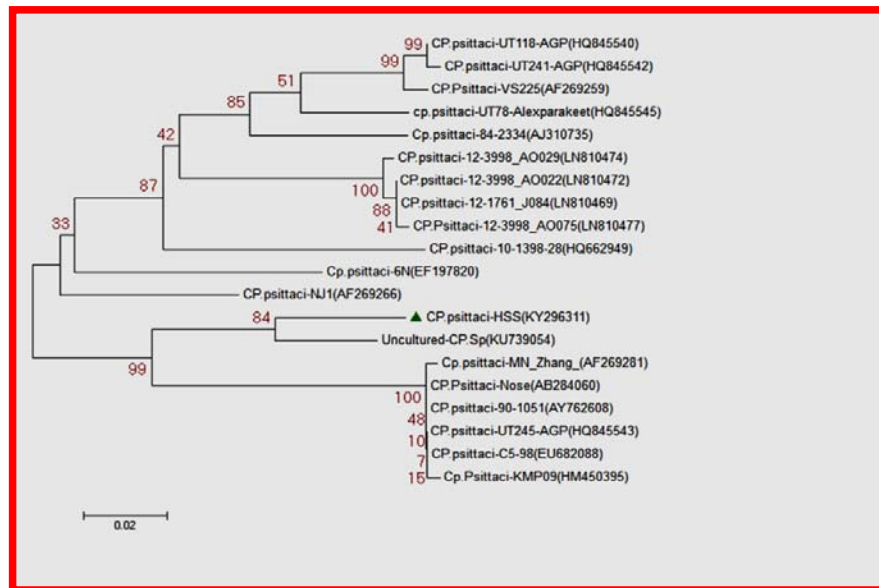 99
CP.psittaci-UT118-AGP(HQ845540)
99
CP.psittaci-UT241-AGP(HQ845542)
51
CP.Psittaci-VS225(AF269259)
85
cp.psittaci-UT78-Alexparakeet(HQ845545)
42
Cp.psittaci-84-2334(AJ310735)
CP.psittaci-12-3998_AO029(LN810474)
87
100
CP.psittaci-12-3998_AO022(LN810472)
88
CP.psittaci-12-1761_J084(LN810469)
33
41
CP.Psittaci-12-3998_AO075(LN810477)
CP.psittaci-10-1398-28(HQ662949)
Cp.psittaci-6N(EF197820)
CP.psittaci-NJ1(AF269266)
84
CP.psittaci-HSS(KY296311)
Uncultured-CP.Sp(KU739054)
99
Cp.psittaci-MN_Zhang_(AF269281)
100
CP.Psittaci-Nose(AB284060)
48
CP.psittaci-90-1051(AY762608)
10
CP.psittaci-UT245-AGP(HQ845543)
7
CP.psittaci-C5-98(EU682088)
15
Cp.Psittaci-KMP09(HM450395)
0.02